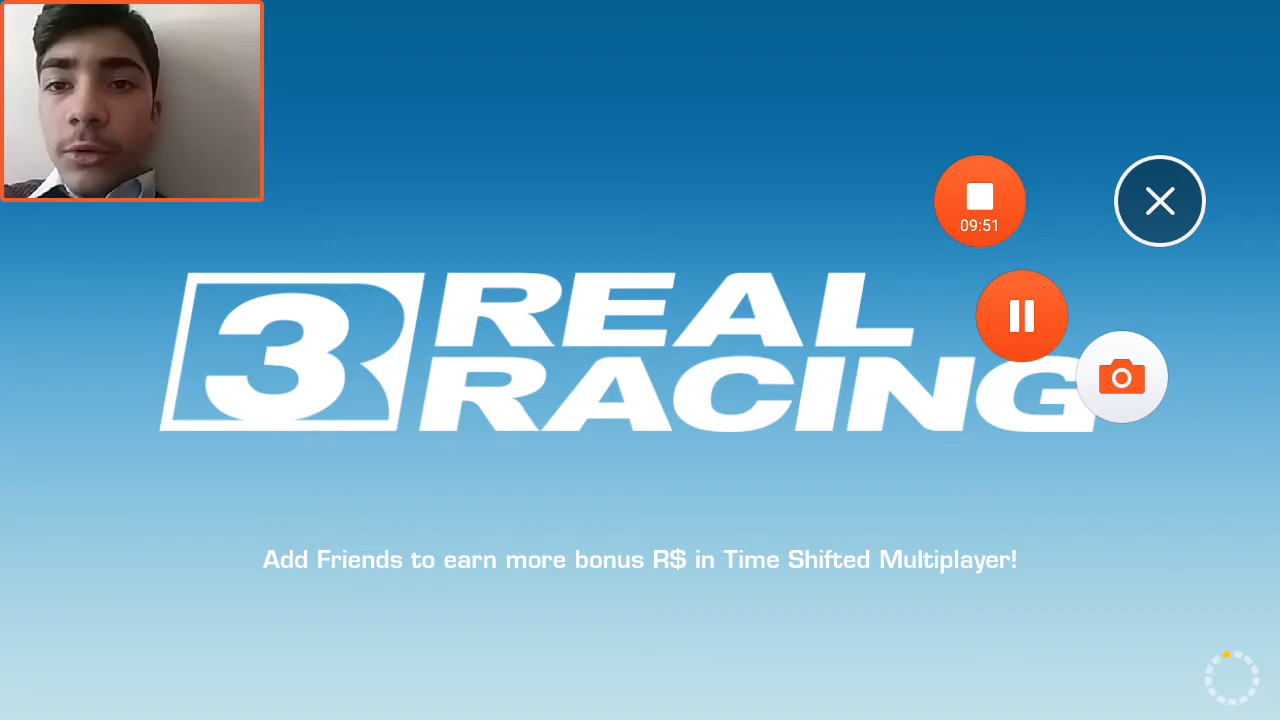 09:51
3 REAL
RACING
Add Friends to earn more bonus R$ in Time Shifted Multiplayer!